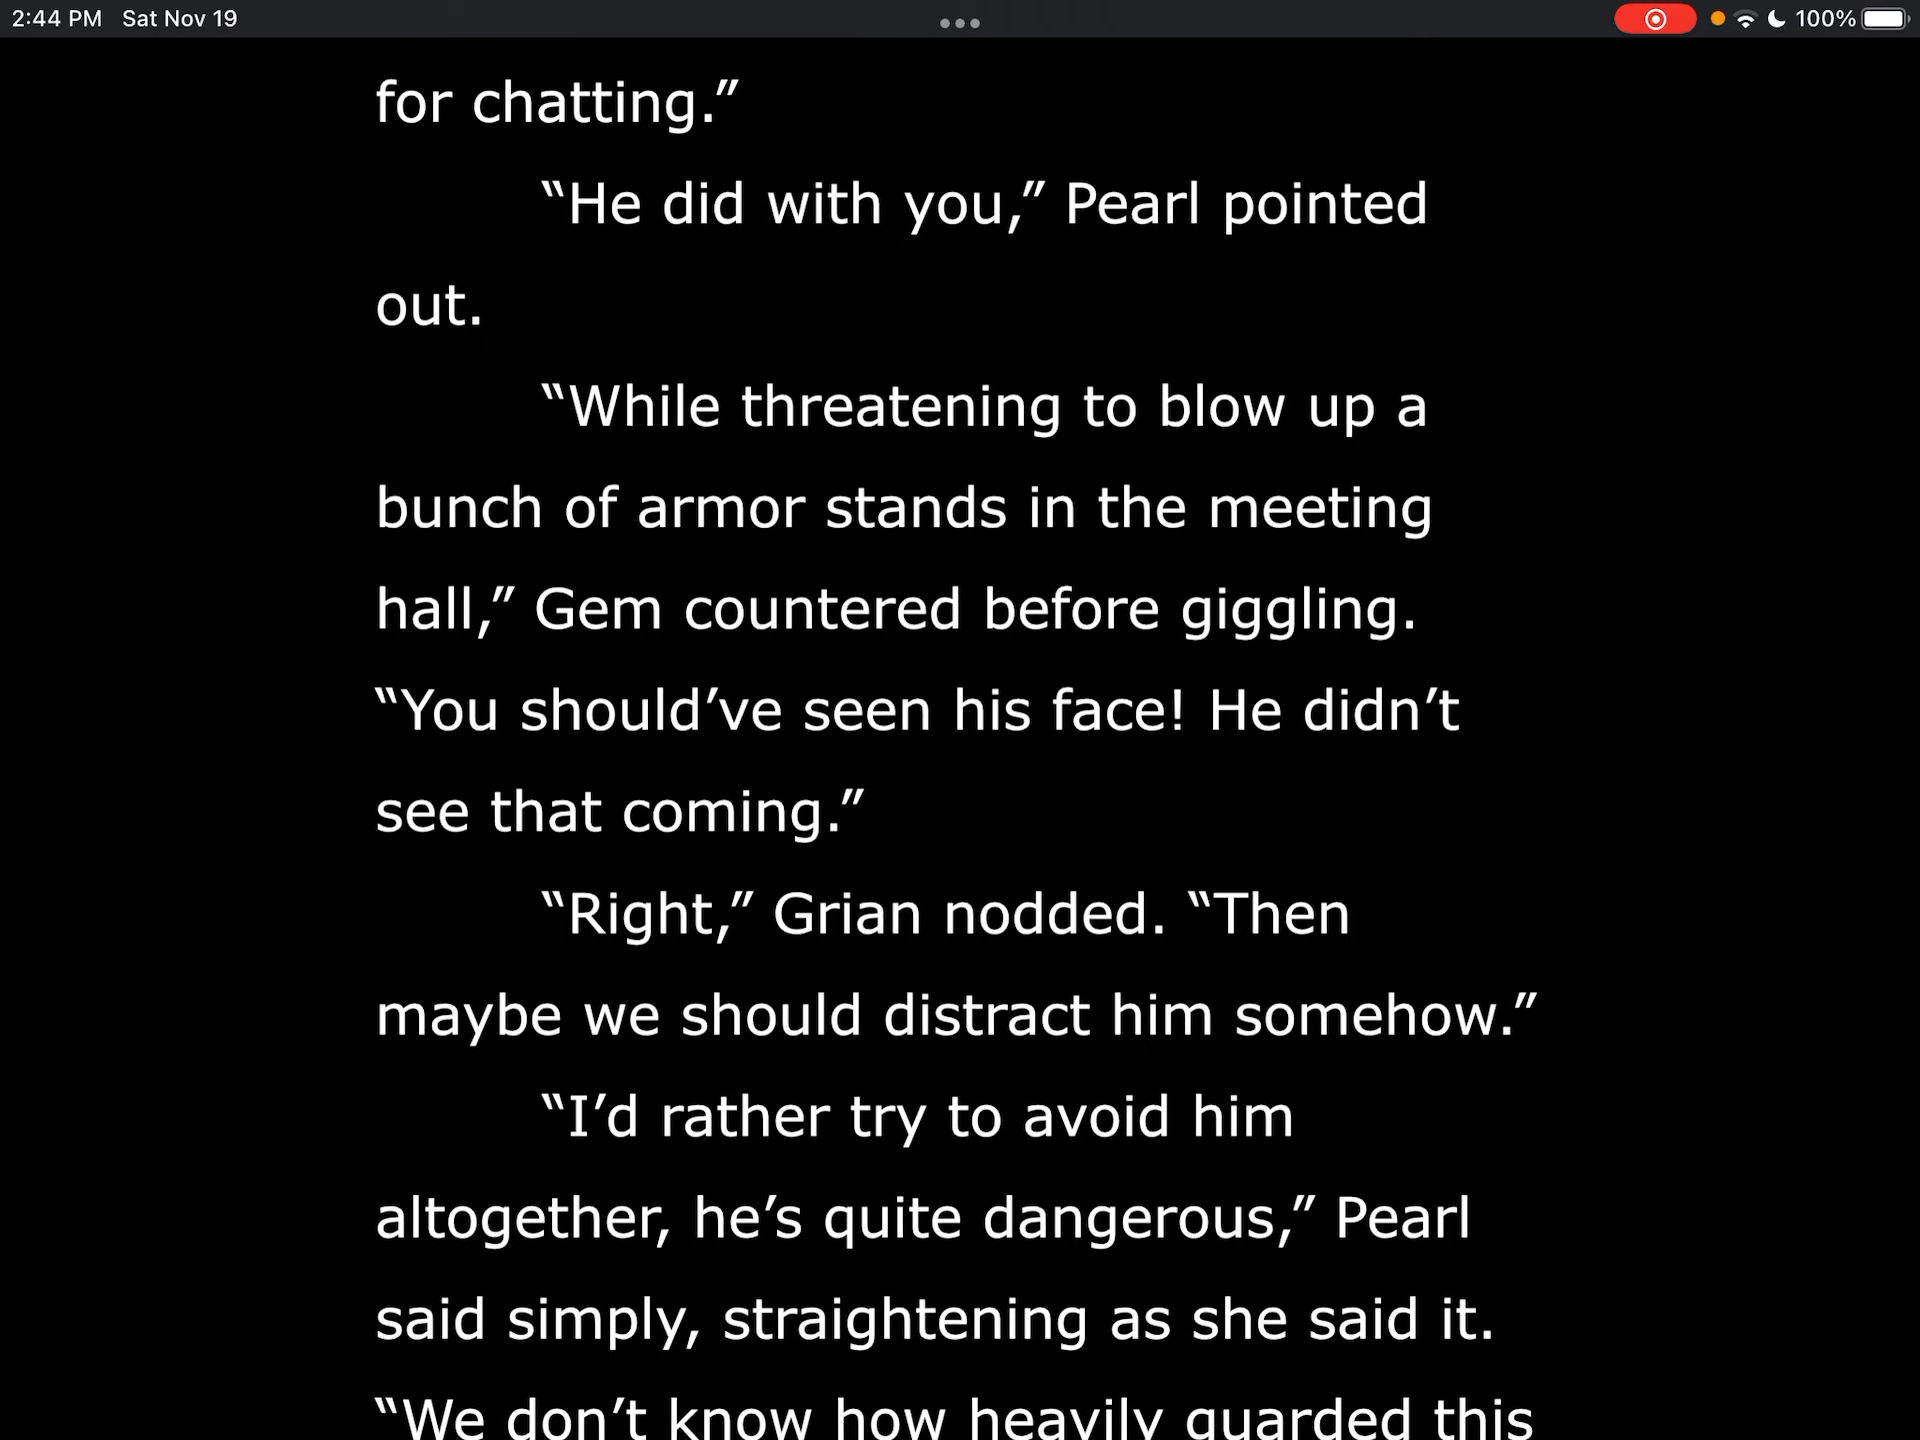 2:44 PM Sat Nov 19 100%
for chatting.”
“He did with you,” Pearl pointed
out.
“While threatening to blow up a
bunch of armor stands in the meeting
hall,” Gem countered before giggling.
“You should’ve seen his face! He didn’t
see that coming.”
“Right,” Grian nodded. “Then
maybe we should distract him somehow.”
“I’d rather try to avoid him
altogether, he’s quite dangerous,” Pearl
said simply, straightening as she said it.
“We don’t know how heavily guarded this